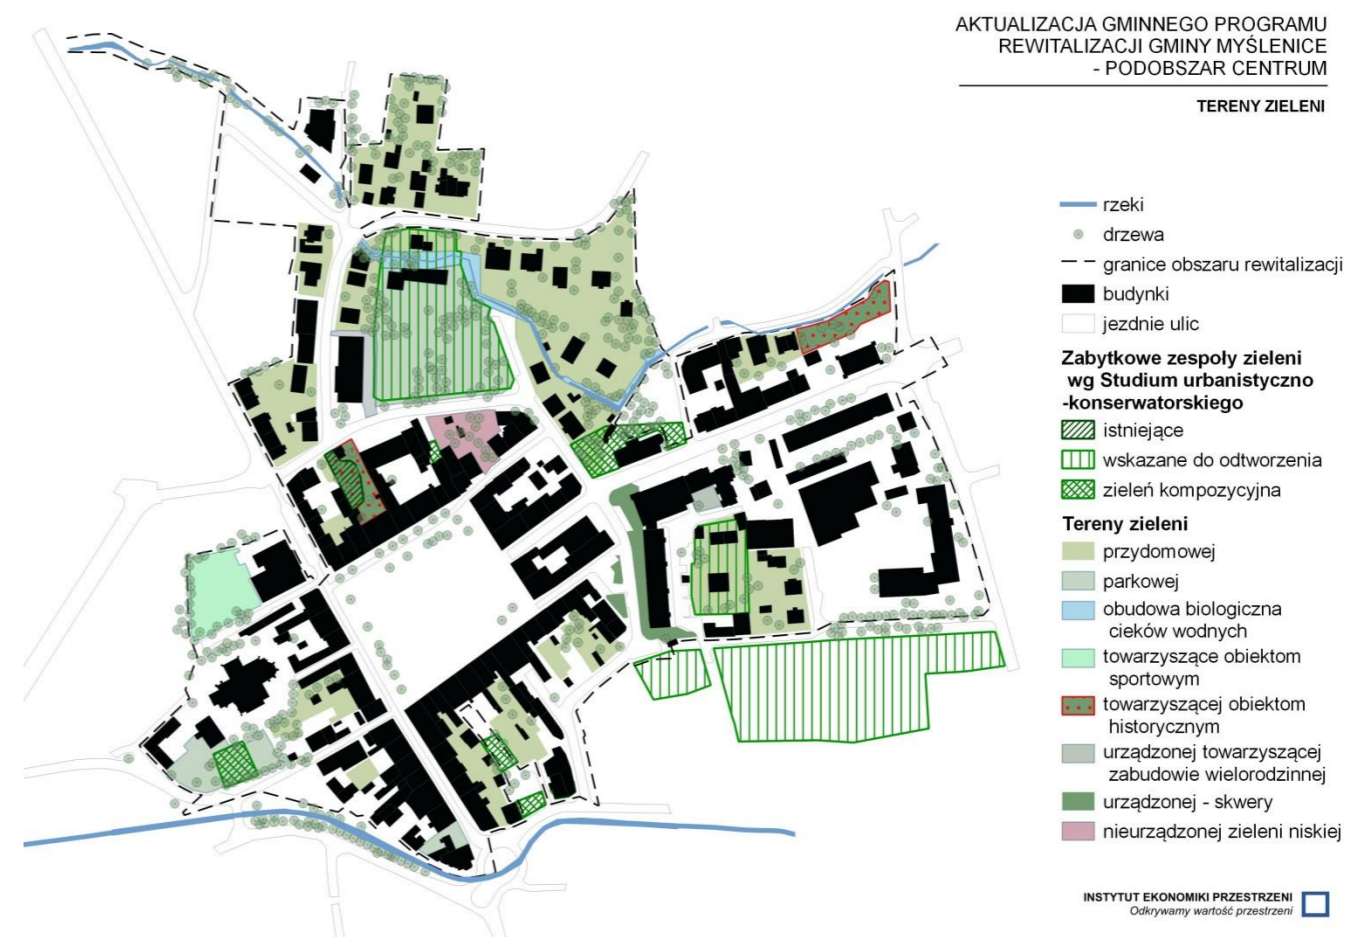 AKTUALIZACJA GMINNEGO PROGRAMU
REWITALIZACJI GMINY MYŚLENICE
- PODOBSZAR CENTRUM
TERENY ZIELENI
rzeki
drzewa
granice obszaru rewitalizacji
budynki
jezdnie ulic
Zabytkowe zespoły zieleni
wg Studium urbanistyczno
-konserwatorskiego
istniejące
wskazane do odtworzenia
zieleń kompozycyjna
Tereny zieleni
przydomowej
parkowej
obudowa biologiczna
cieków wodnych
towarzyszące obiektom
sportowym
towarzyszącej obiektom
historycznym
urządzonej towarzyszącej
zabudowie wielorodzinnej
urządzonej - skwery
nieurządzonej zieleni niskiej
INSTYTUT EKONOMIKI PRZESTRZENI
Odkrywamy wartość przestrzeni